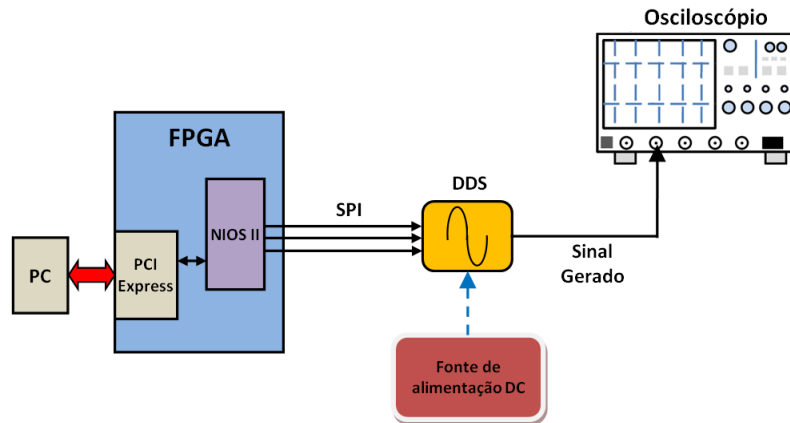 Osciloscópio
FPGA
NIOS II
SPI
DDS
PC
PCI
Express
Sinal
Gerado
Fonte de
alimentação DC